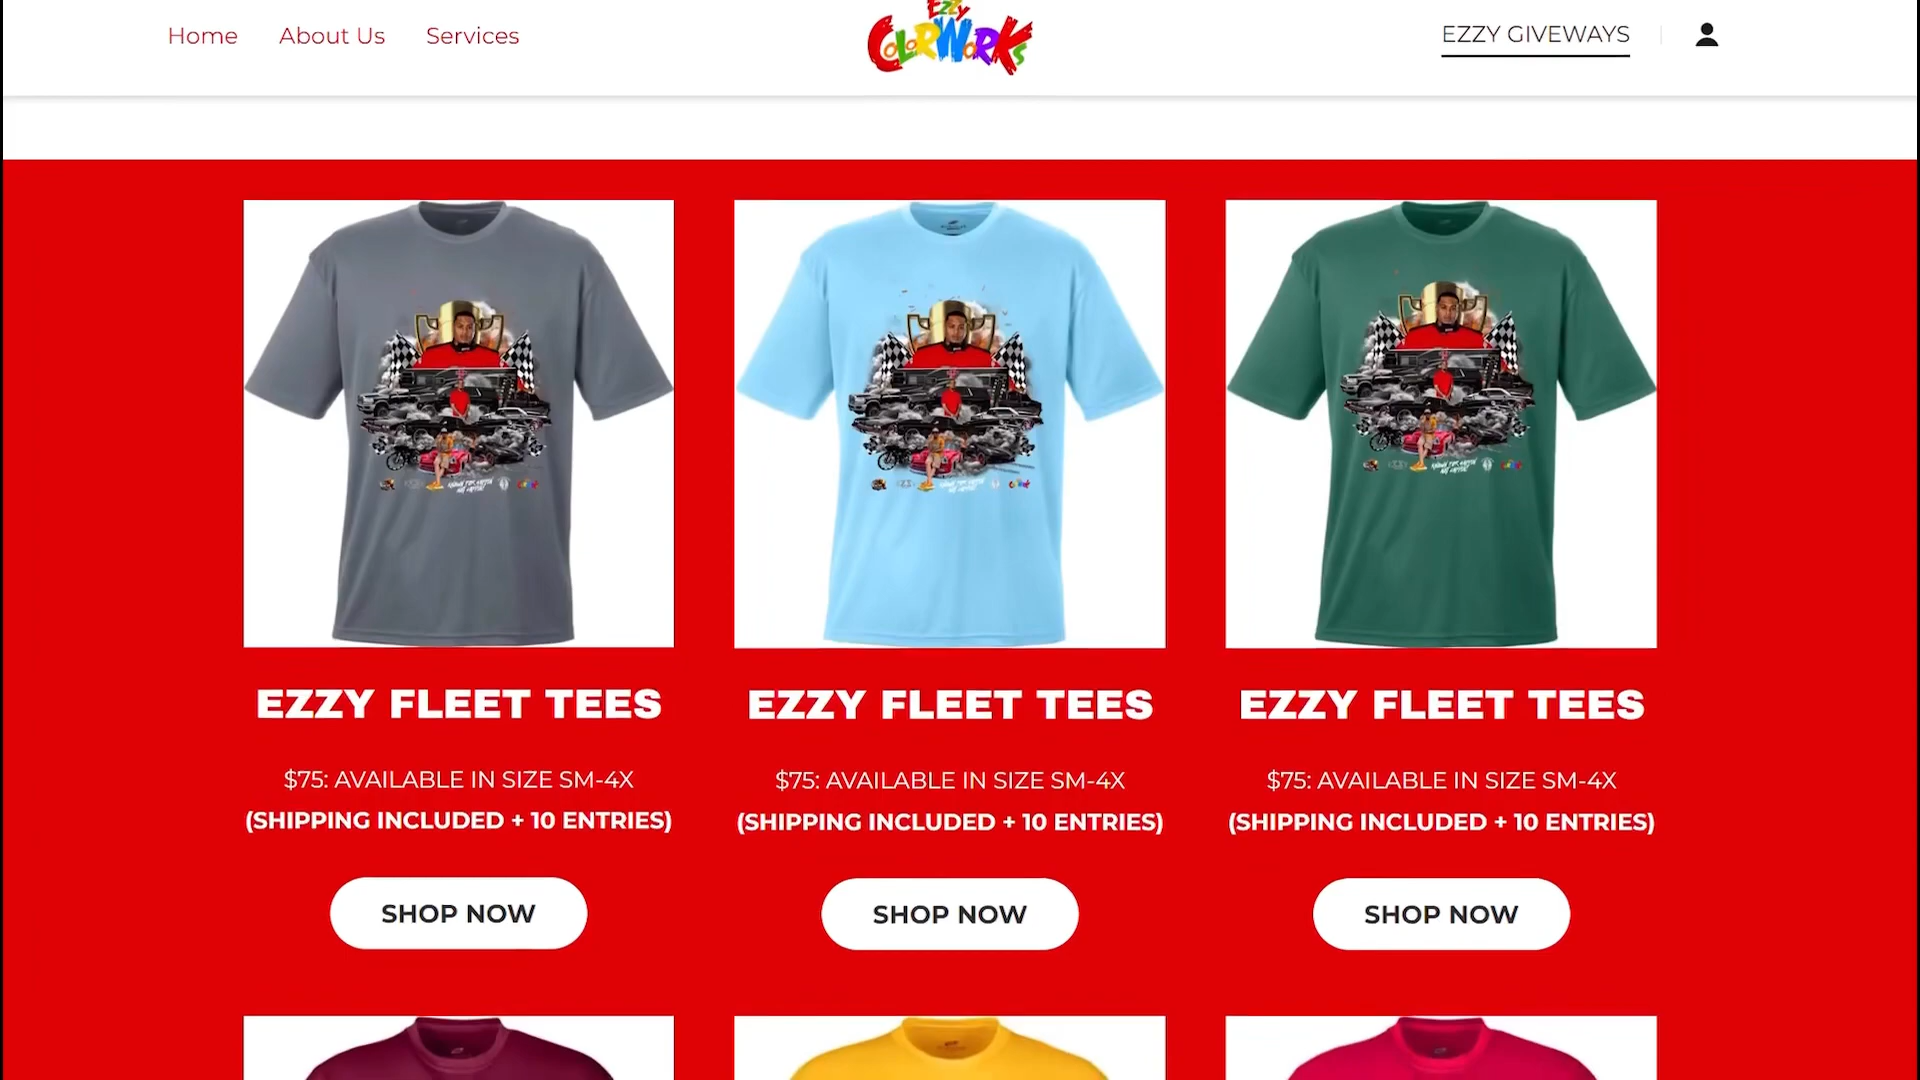 Home
About Us
Services
EZZY
COLORWORKS
EZZY GIVEWAYS
EZZY FLEET TEES
$75: AVAILABLE IN SIZE SM-4X
(SHIPPING INCLUDED + 10 ENTRIES)
SHOP NOW
EZZY FLEET TEES
$75: AVAILABLE IN SIZE SM-4X
(SHIPPING INCLUDED + 10 ENTRIES)
SHOP NOW
EZZY FLEET TEES
$75: AVAILABLE IN SIZE SM-4X
(SHIPPING INCLUDED + 10 ENTRIES)
SHOP NOW